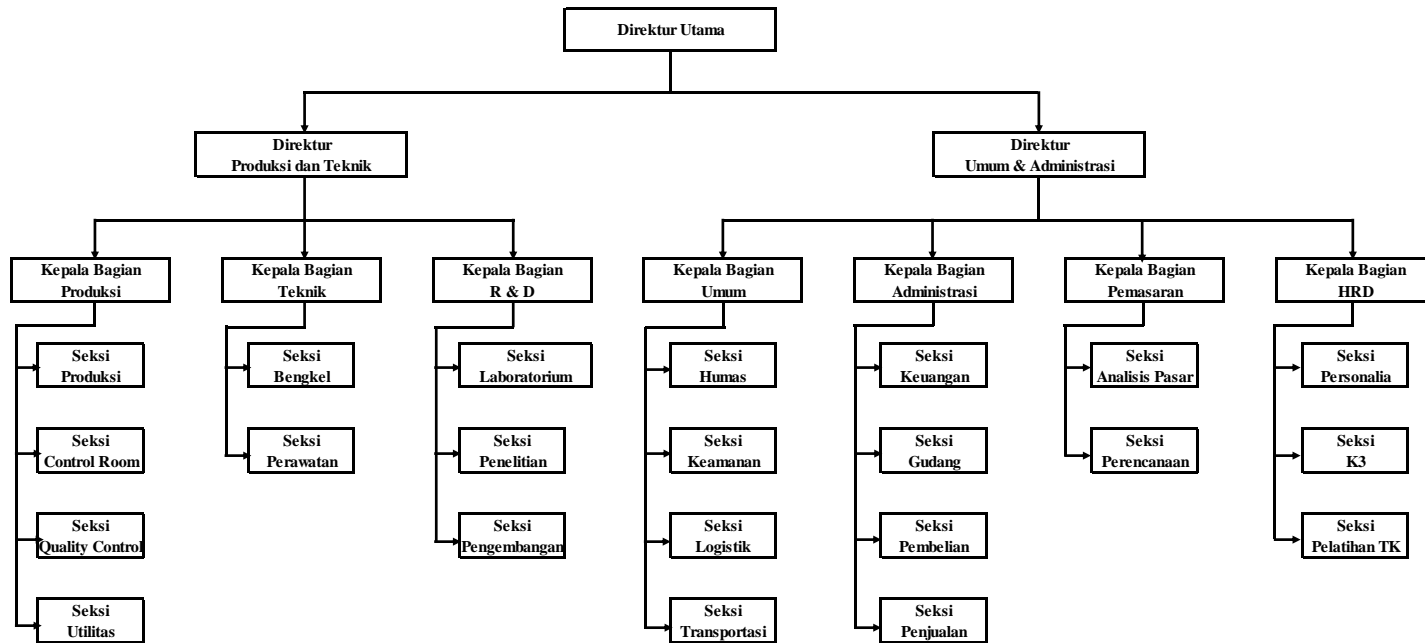 Direktur Utama
Direktur
Produksi dan Teknik
Direktur
Umum & Administrasi
Kepala Bagian
Produksi
Kepala Bagian
Teknik
Kepala Bagian
R & D
Kepala Bagian
Umum
Kepala Bagian
Administrasi
Kepala Bagian
Pemasaran
Kepala Bagian
HRD
Seksi
Produksi
Seksi
Bengkel
Seksi
Laboratorium
Seksi
Humas
Seksi
Keuangan
Seksi
Analisis Pasar
Seksi
Personalia
Seksi
Control Room
Seksi
Perawatan
Seksi
Penelitian
Seksi
Keamanan
Seksi
Gudang
Seksi
Perencanaan
Seksi
K3
Seksi
Quality Control
Seksi
Pengembangan
Seksi
Logistik
Seksi
Pembelian
Seksi
Pelatihan TK
Seksi
Utilitas
Seksi
Transportasi
Seksi
Penjualan